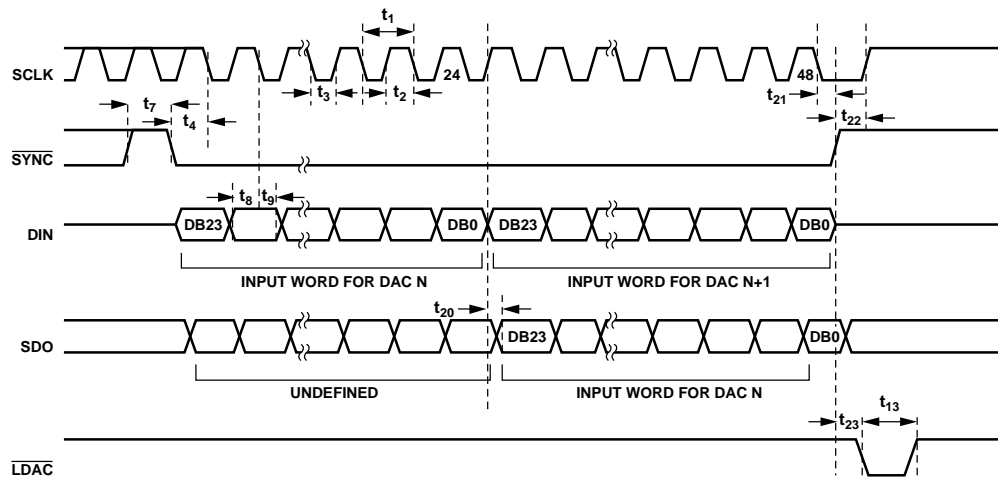 t1
SCLK
24
48
t3
t2
t21
t7
t4
t22
SYNC
t8
t9
DIN
DB23
DB0
DB23
DB0
INPUT WORD FOR DAC N
INPUT WORD FOR DAC N+1
t20
SDO
DB23
DB0
UNDEFINED
INPUT WORD FOR DAC N
t23
t13
LDAC